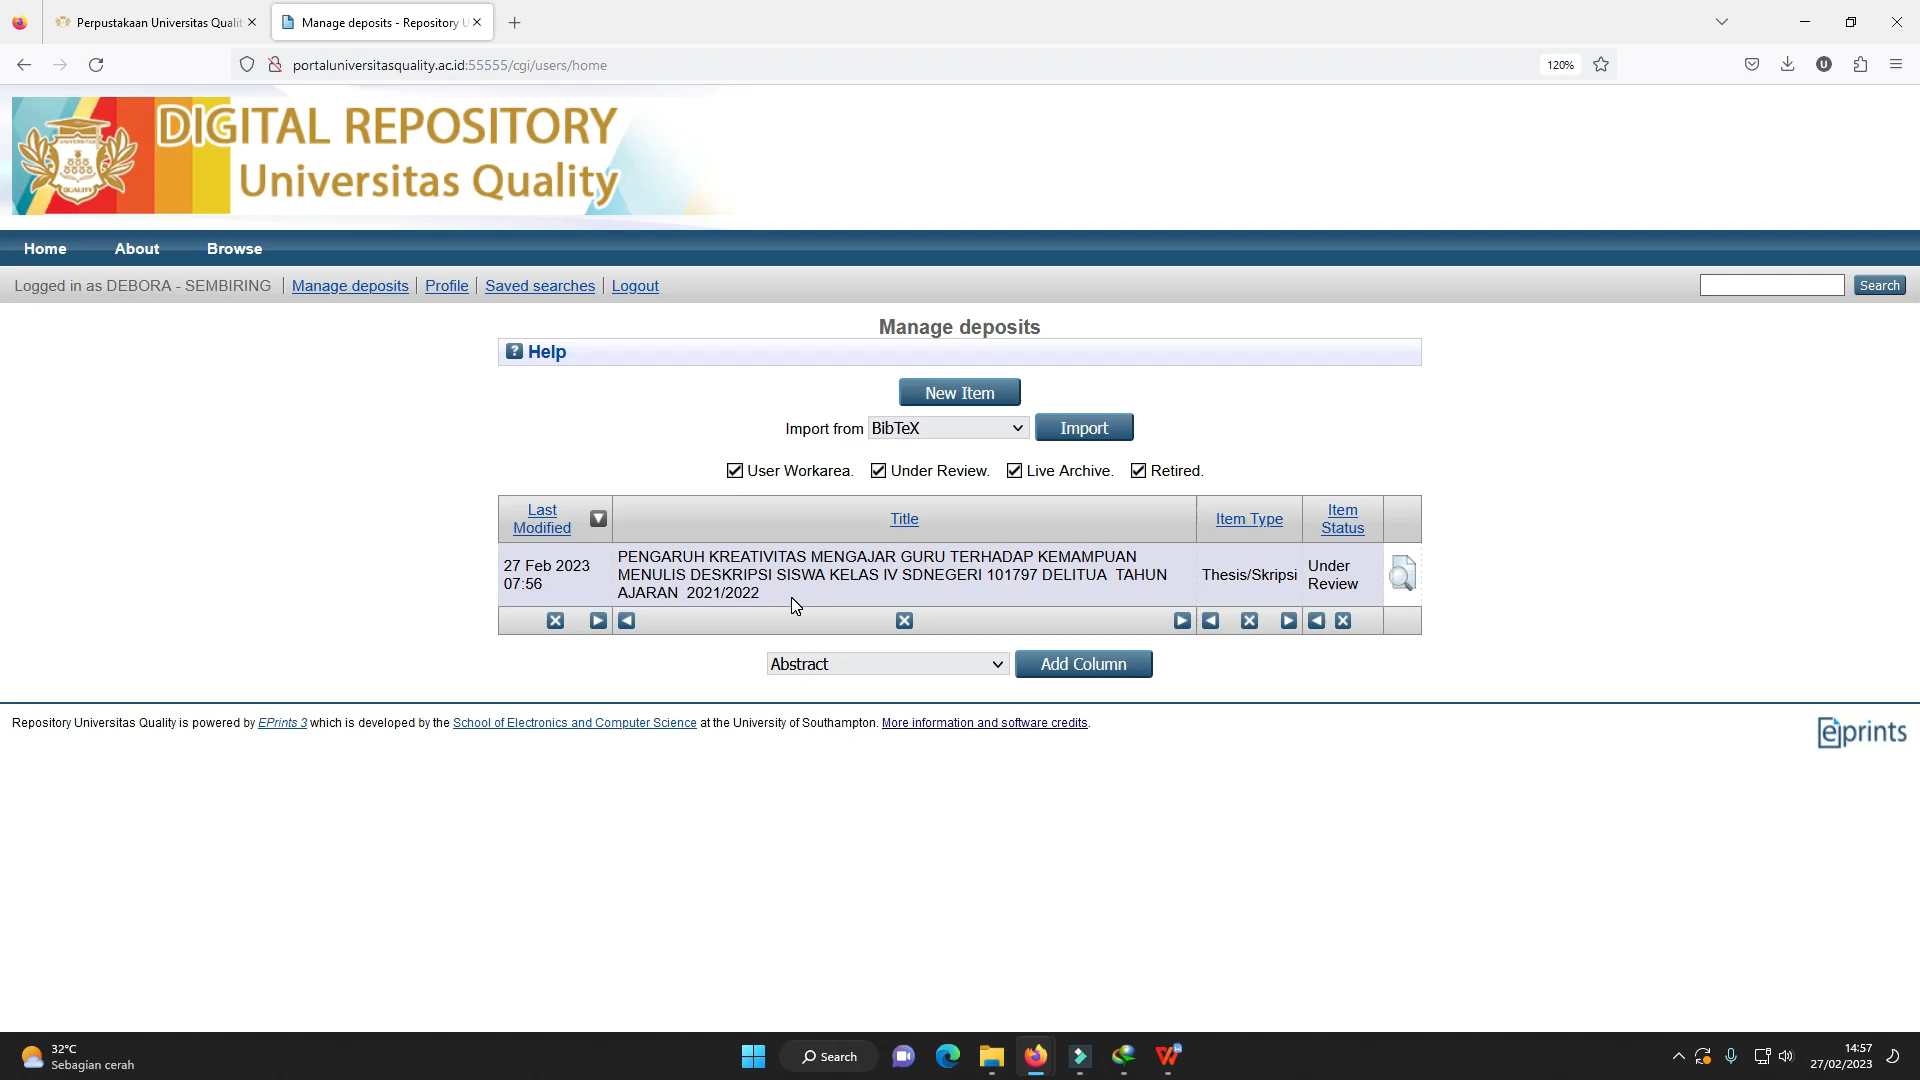 Perpustakaan Universitas Qualit
Manage deposits - Repository U
portaluniversitasquality.ac.id:55555/cgi/users/home
120%
U
DIGITAL REPOSITORY
Universitas Quality
UNIVERSITAS
QUALITY
Home About Browse
Logged in as DEBORA - SEMBIRING Manage deposits Profile Saved searches Logout
Search
Manage deposits
? Help
New Item
Import from BibTeX Import
User Workarea. Under Review. Live Archive. Retired.
Last Modified Title Item Type Item Status
27 Feb 2023
07:56
PENGARUH KREATIVITAS MENGAJAR GURU TERHADAP KEMAMPUAN
MENULIS DESKRIPSI SISWA KELAS IV SDNEGERI 101797 DELITUA TAHUN
AJARAN 2021/2022
Thesis/Skripsi
Under
Review
Abstract Add Column
Repository Universitas Quality is powered by EPrints 3 which is developed by the School of Electronics and Computer Science at the University of Southampton. More information and software credits.
eprints
32°C
Sebagian cerah
Search
14:57
27/02/2023